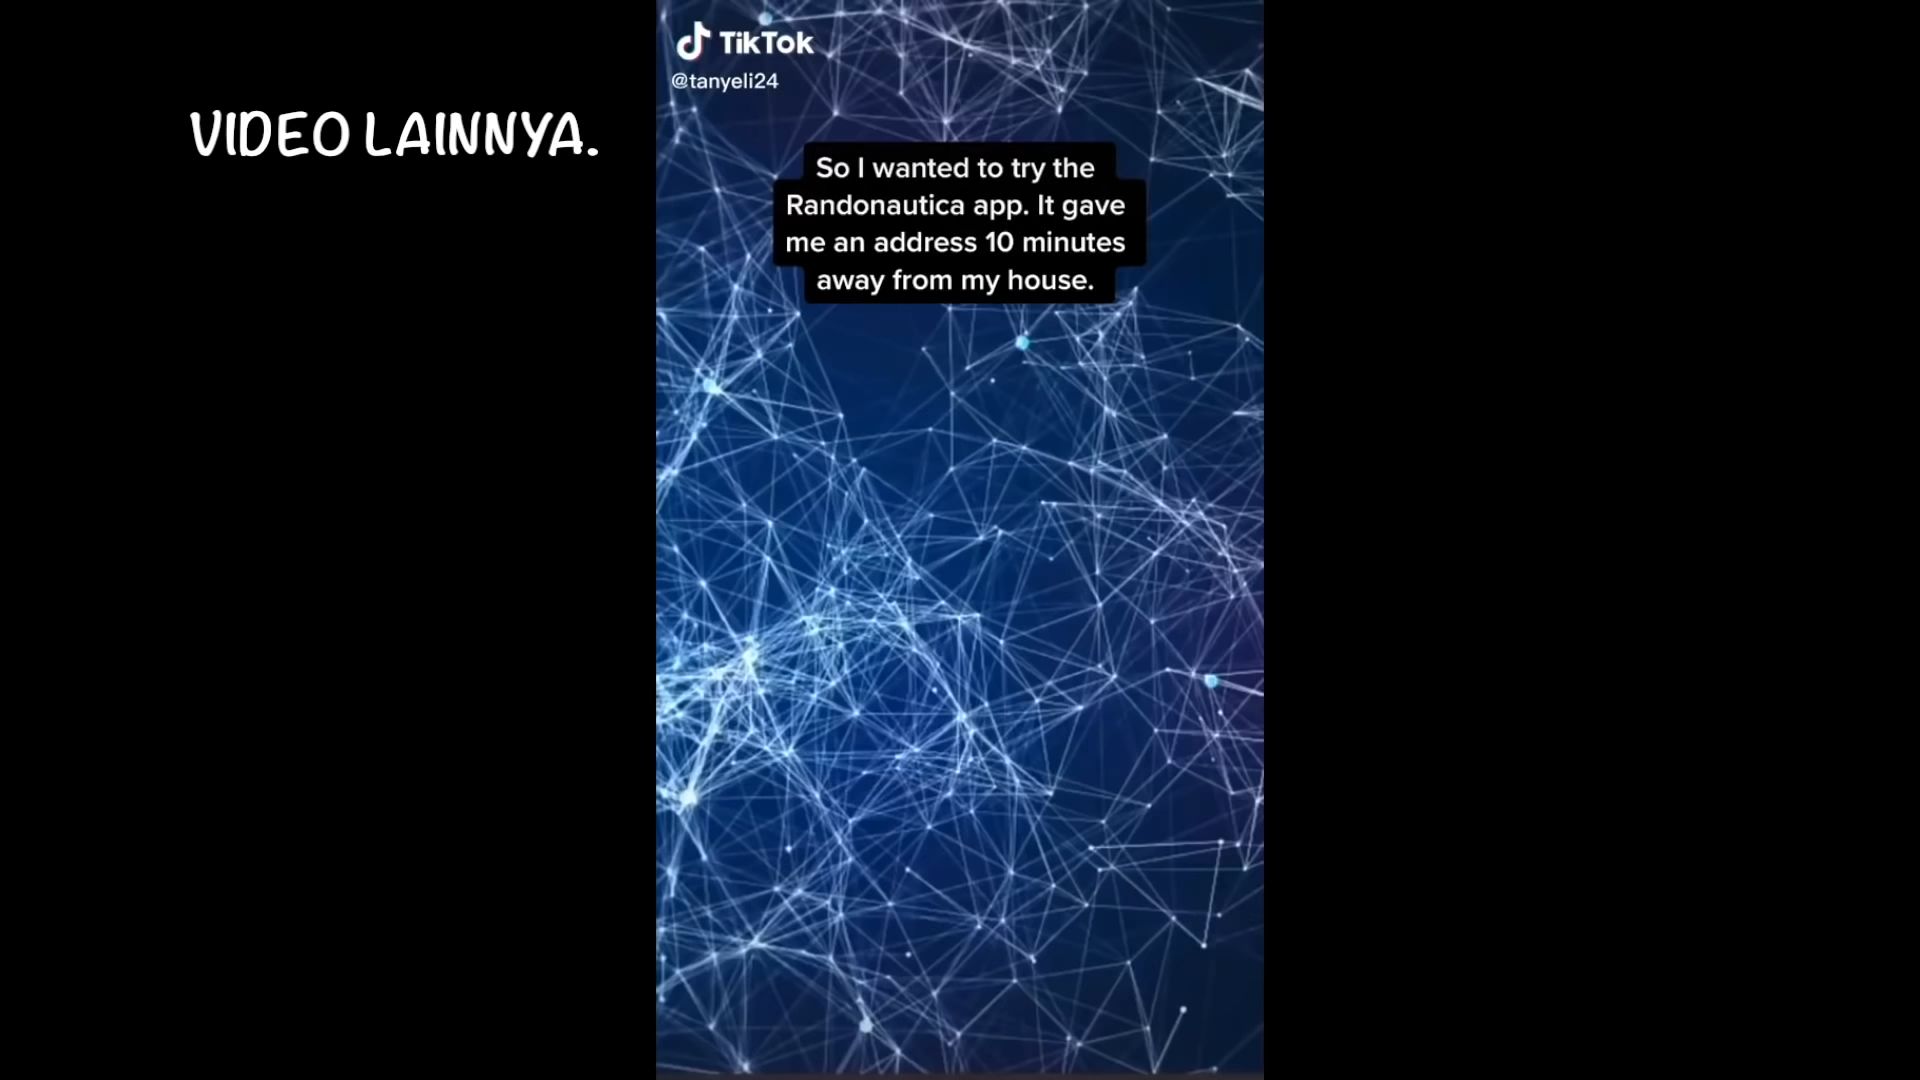 VIDEO LAINNYA.
TikTok
@tanyeli24
So I wanted to try the
Randonautica app. It gave
me an address 10 minutes
away from my house.